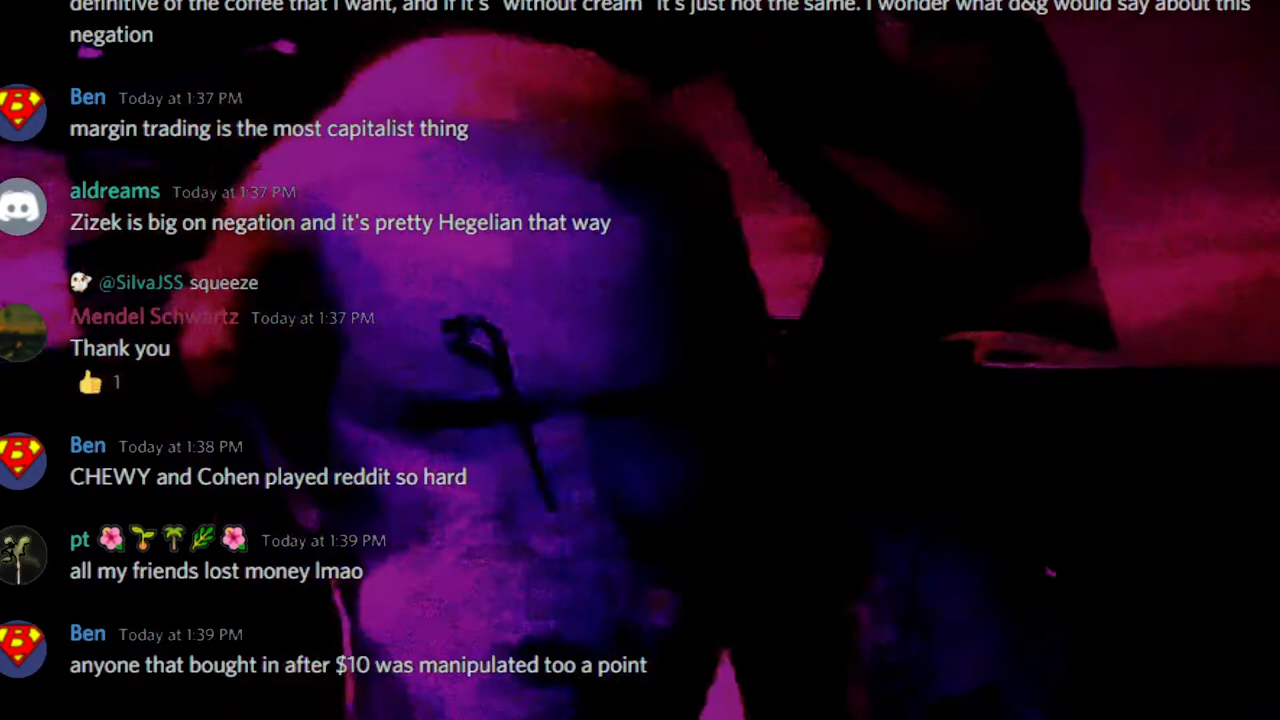 definitive of the coffee that I want, and if it's "without cream" it's just not the same. I wonder what d&g would say about this
negation
Ben Today at 1:37 PM
margin trading is the most capitalist thing
aldreams Today at 1:37 PM
Zizek is big on negation and it's pretty Hegelian that way
@SilvaJSS squeeze
Mendel Schwartz Today at 1:37 PM
Thank you
👍 1
Ben Today at 1:38 PM
CHEWY and Cohen played reddit so hard
pt 🌺🌱🌴🌿🌺 Today at 1:39 PM
all my friends lost money lmao
Ben Today at 1:39 PM
anyone that bought in after $10 was manipulated too a point